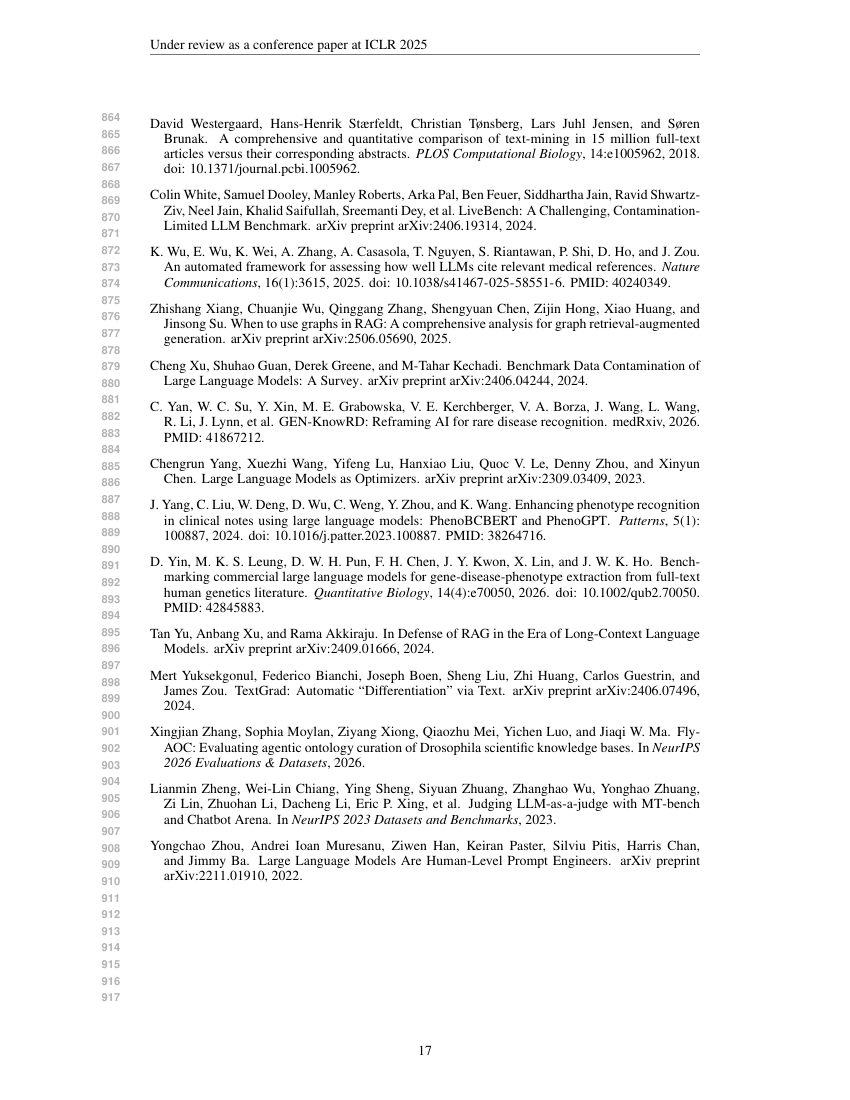 Under review as a conference paper at ICLR 2025
864
865
866
867
868
869
870
871
872
873
874
875
876
877
878
879
880
881
882
883
884
885
886
887
888
889
890
891
892
893
894
895
896
897
898
899
900
901
902
903
904
905
906
907
908
909
910
911
912
913
914
915
916
917
David Westergaard, Hans-Henrik Stærfeldt, Christian Tønsberg, Lars Juhl Jensen, and Søren
Brunak. A comprehensive and quantitative comparison of text-mining in 15 million full-text
articles versus their corresponding abstracts. PLOS Computational Biology, 14:e1005962, 2018.
doi: 10.1371/journal.pcbi.1005962.
Colin White, Samuel Dooley, Manley Roberts, Arka Pal, Ben Feuer, Siddhartha Jain, Ravid Shwartz-
Ziv, Neel Jain, Khalid Saifullah, Sreemanti Dey, et al. LiveBench: A Challenging, Contamination-
Limited LLM Benchmark. arXiv preprint arXiv:2406.19314, 2024.
K. Wu, E. Wu, K. Wei, A. Zhang, A. Casasola, T. Nguyen, S. Riantawan, P. Shi, D. Ho, and J. Zou.
An automated framework for assessing how well LLMs cite relevant medical references. Nature
Communications, 16(1):3615, 2025. doi: 10.1038/s41467-025-58551-6. PMID: 40240349.
Zhishang Xiang, Chuanjie Wu, Qinggang Zhang, Shengyuan Chen, Zijin Hong, Xiao Huang, and
Jinsong Su. When to use graphs in RAG: A comprehensive analysis for graph retrieval-augmented
generation. arXiv preprint arXiv:2506.05690, 2025.
Cheng Xu, Shuhao Guan, Derek Greene, and M-Tahar Kechadi. Benchmark Data Contamination of
Large Language Models: A Survey. arXiv preprint arXiv:2406.04244, 2024.
C. Yan, W. C. Su, Y. Xin, M. E. Grabowska, V. E. Kerchberger, V. A. Borza, J. Wang, L. Wang,
R. Li, J. Lynn, et al. GEN-KnowRD: Reframing AI for rare disease recognition. medRxiv, 2026.
PMID: 41867212.
Chengrun Yang, Xuezhi Wang, Yifeng Lu, Hanxiao Liu, Quoc V. Le, Denny Zhou, and Xinyun
Chen. Large Language Models as Optimizers. arXiv preprint arXiv:2309.03409, 2023.
J. Yang, C. Liu, W. Deng, D. Wu, C. Weng, Y. Zhou, and K. Wang. Enhancing phenotype recognition
in clinical notes using large language models: PhenoBCBERT and PhenoGPT. Patterns, 5(1):
100887, 2024. doi: 10.1016/j.patter.2023.100887. PMID: 38264716.
D. Yin, M. K. S. Leung, D. W. H. Pun, F. H. Chen, J. Y. Kwon, X. Lin, and J. W. K. Ho. Bench-
marking commercial large language models for gene-disease-phenotype extraction from full-text
human genetics literature. Quantitative Biology, 14(4):e70050, 2026. doi: 10.1002/qub2.70050.
PMID: 42845883.
Tan Yu, Anbang Xu, and Rama Akkiraju. In Defense of RAG in the Era of Long-Context Language
Models. arXiv preprint arXiv:2409.01666, 2024.
Mert Yuksekgonul, Federico Bianchi, Joseph Boen, Sheng Liu, Zhi Huang, Carlos Guestrin, and
James Zou. TextGrad: Automatic “Differentiation” via Text. arXiv preprint arXiv:2406.07496,
2024.
Xingjian Zhang, Sophia Moylan, Ziyang Xiong, Qiaozhu Mei, Yichen Luo, and Jiaqi W. Ma. Fly-
AOC: Evaluating agentic ontology curation of Drosophila scientific knowledge bases. In NeurIPS
2026 Evaluations & Datasets, 2026.
Lianmin Zheng, Wei-Lin Chiang, Ying Sheng, Siyuan Zhuang, Zhanghao Wu, Yonghao Zhuang,
Zi Lin, Zhuohan Li, Dacheng Li, Eric P. Xing, et al. Judging LLM-as-a-judge with MT-bench
and Chatbot Arena. In NeurIPS 2023 Datasets and Benchmarks, 2023.
Yongchao Zhou, Andrei Ioan Muresanu, Ziwen Han, Keiran Paster, Silviu Pitis, Harris Chan,
and Jimmy Ba. Large Language Models Are Human-Level Prompt Engineers. arXiv preprint
arXiv:2211.01910, 2022.
17